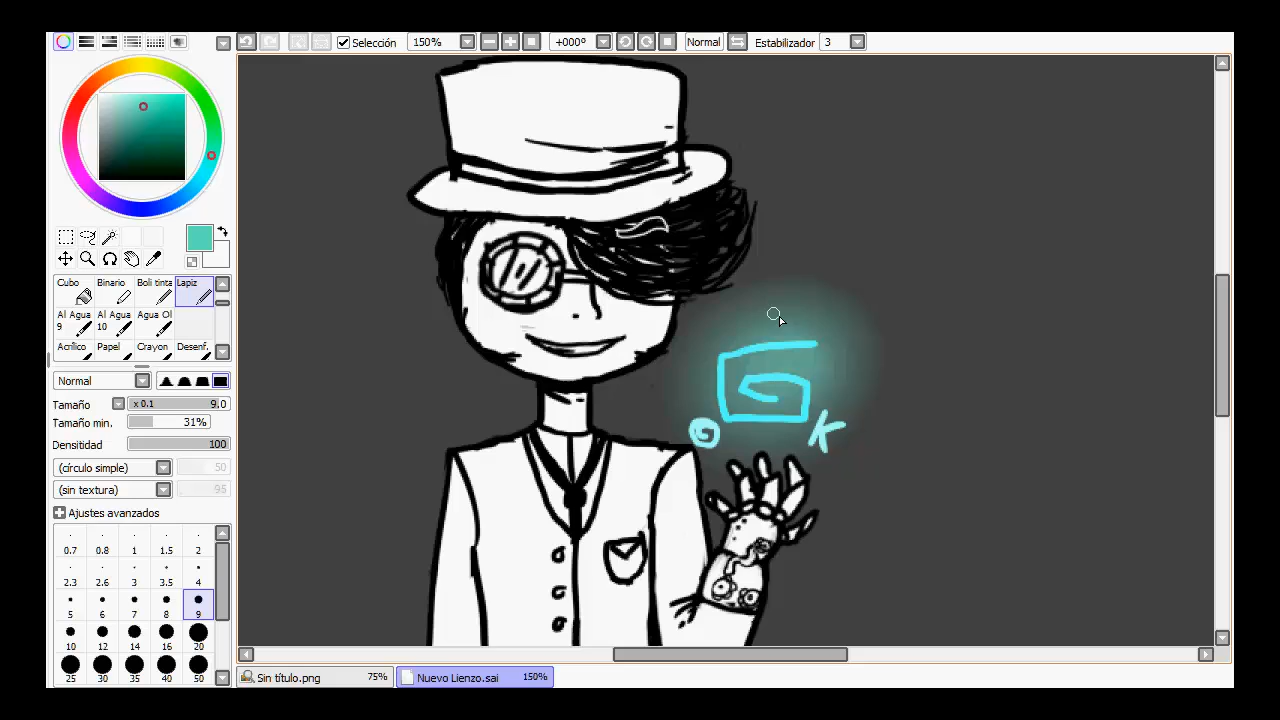 Selección 150% +000º Normal Estabilizador 3
Cubo Binario Boli tinta Lapiz
Al Agua 9 Al Agua 10 Agua Ol
Acrílico Papel Crayon Desenf.
Normal
Tamaño x 0.1 9.0
Tamaño min. 31%
Densitidad 100
(círculo simple) 50
(sin textura) 95
Ajustes avanzados
0.7 0.8 1 1.5 2
2.3 2.6 3 3.5 4
5 6 7 8 9
10 12 14 16 20
25 30 35 40 50
G
O K
Sin título.png 75% Nuevo Lienzo.sai 150%